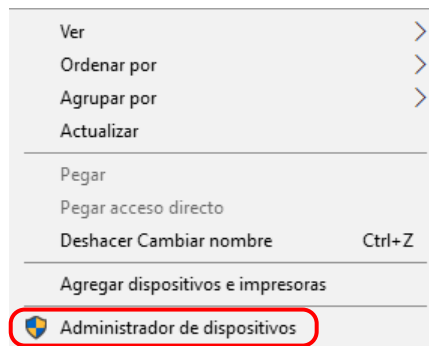 Ver
Ordenar por
Agrupar por
Actualizar
Pegar
Pegar acceso directo
Deshacer Cambiar nombre Ctrl+Z
Agregar dispositivos e impresoras
Administrador de dispositivos